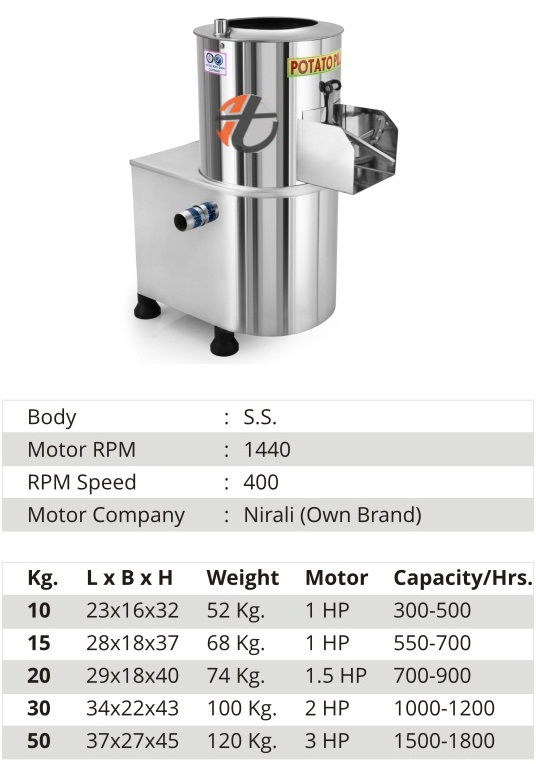 POTATO
Body : S.S.
Motor RPM : 1440
RPM Speed : 400
Motor Company : Nirali (Own Brand)
Kg. L x B x H Weight Motor Capacity/Hrs.
10 23x16x32 52 Kg. 1 HP 300-500
15 28x18x37 68 Kg. 1 HP 550-700
20 29x18x40 74 Kg. 1.5 HP 700-900
30 34x22x43 100 Kg. 2 HP 1000-1200
50 37x27x45 120 Kg. 3 HP 1500-1800